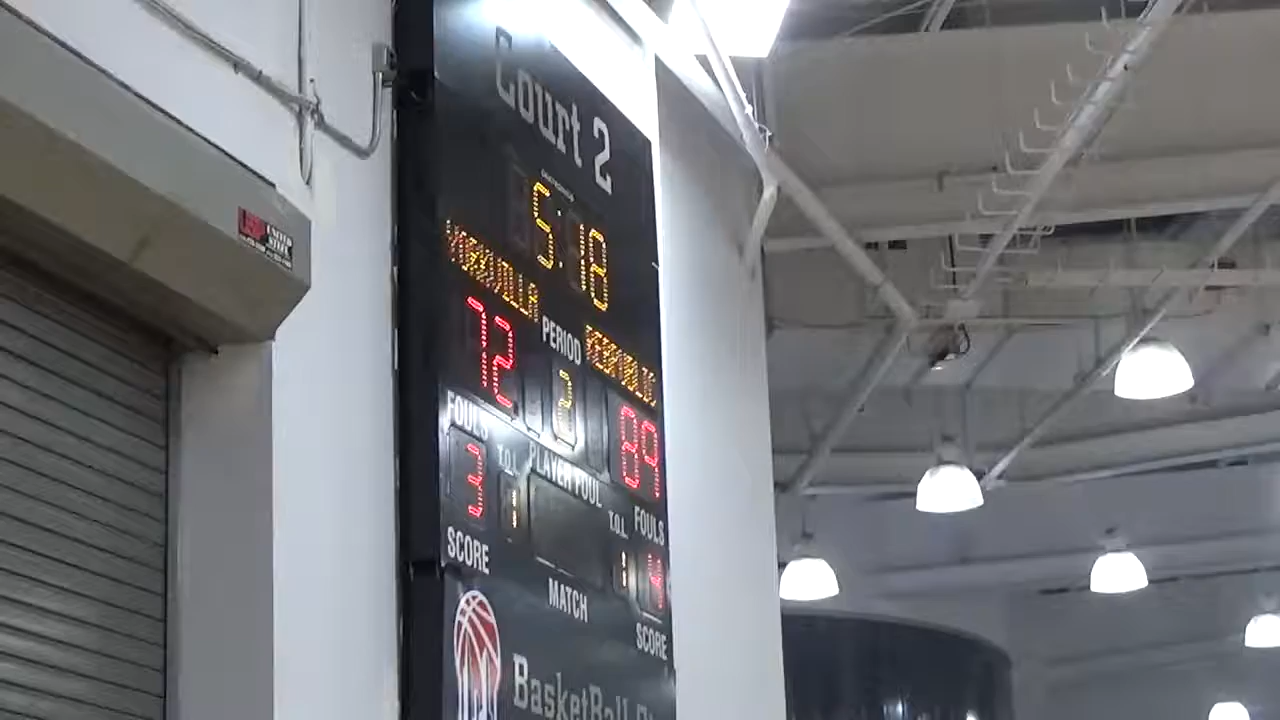 Court 2
5:18
PERIOD
72
2
89
FOULS
T.O.L.
PLAYER FOUL
3
1
T.O.L.
FOULS
1
4
SCORE
MATCH
SCORE
BasketBall